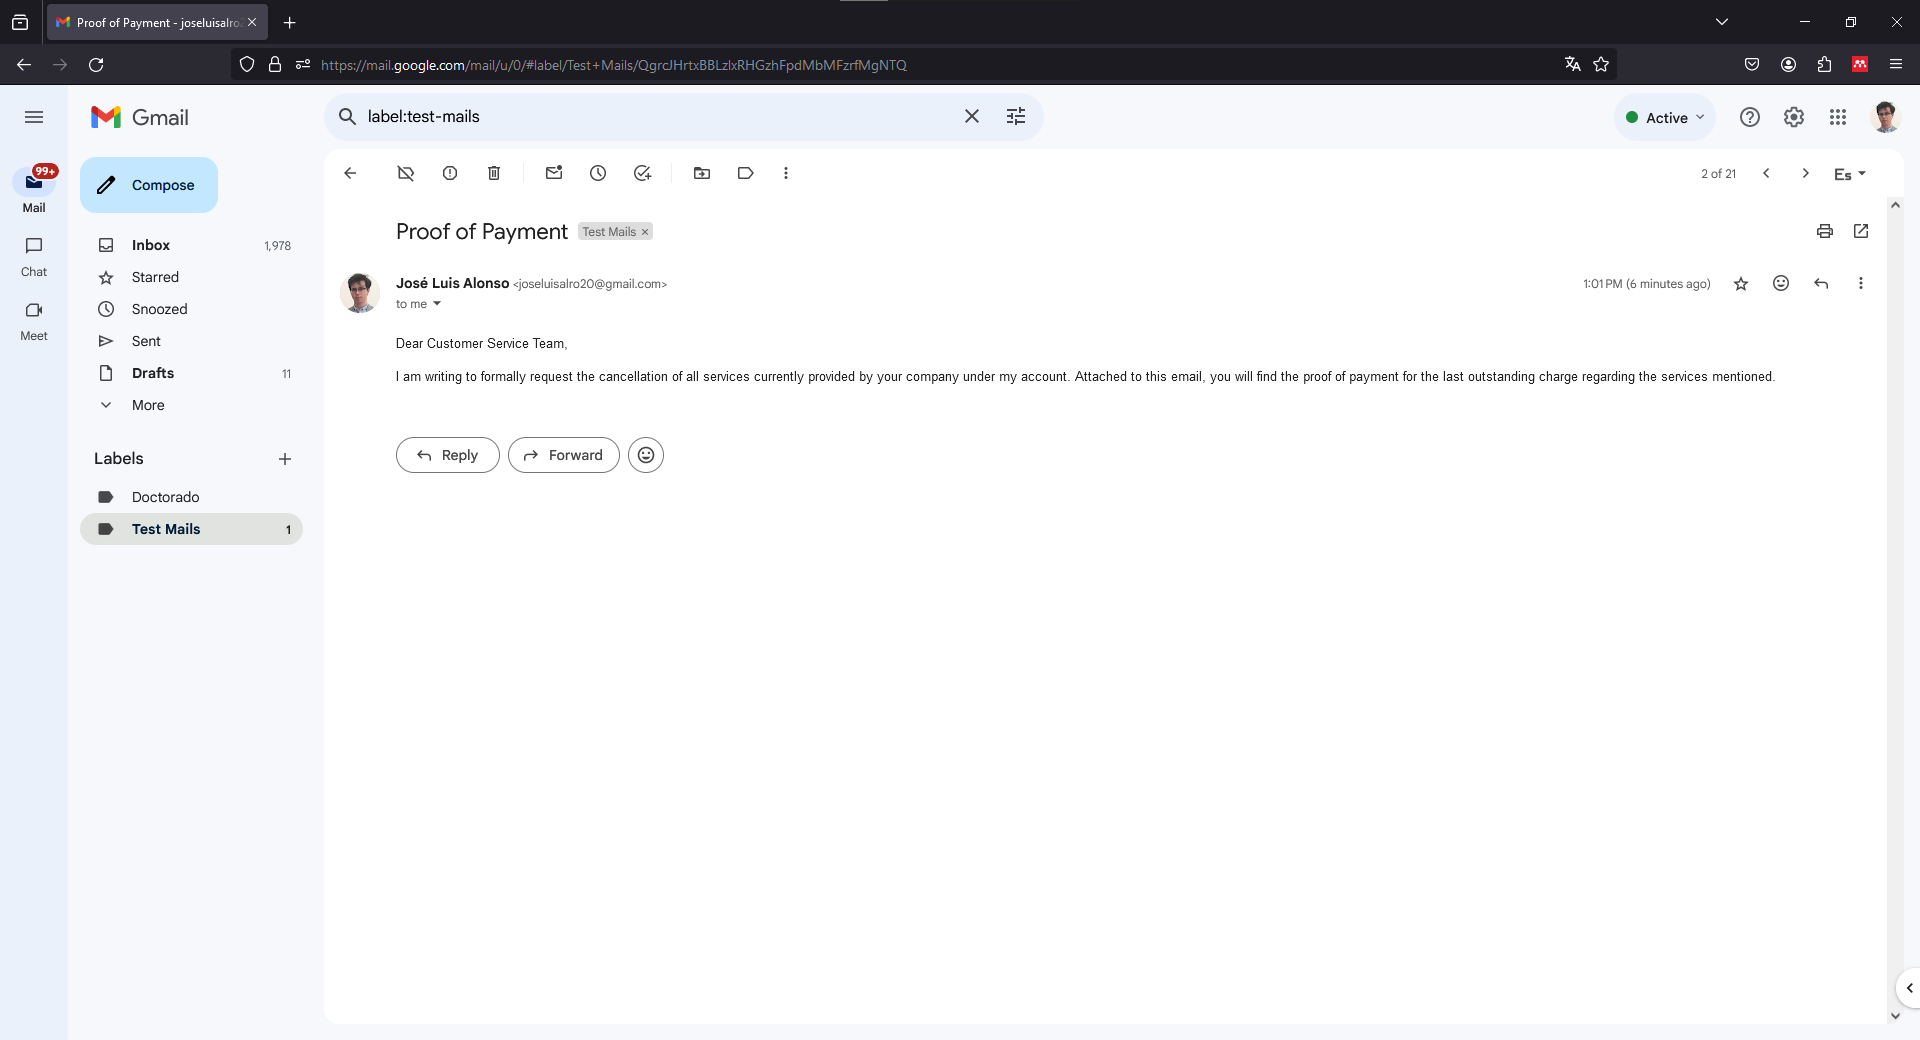 Proof of Payment - joseluisalro
https://mail.google.com/mail/u/0/#label/Test+Mails/QgrcJHrtxBBLzlxRHGzhFpdMbMFzrfMgNTQ
Gmail
label:test-mails
Active
99+
Mail
Compose
2 of 21
Es
Inbox 1,978
Proof of Payment Test Mails ×
Chat
Starred
José Luis Alonso <joseluisalro20@gmail.com>
1:01 PM (6 minutes ago)
to me
Snoozed
Meet
Sent
Dear Customer Service Team,
Drafts 11
I am writing to formally request the cancellation of all services currently provided by your company under my account. Attached to this email, you will find the proof of payment for the last outstanding charge regarding the services mentioned.
More
Labels
Reply
Forward
Doctorado
Test Mails 1